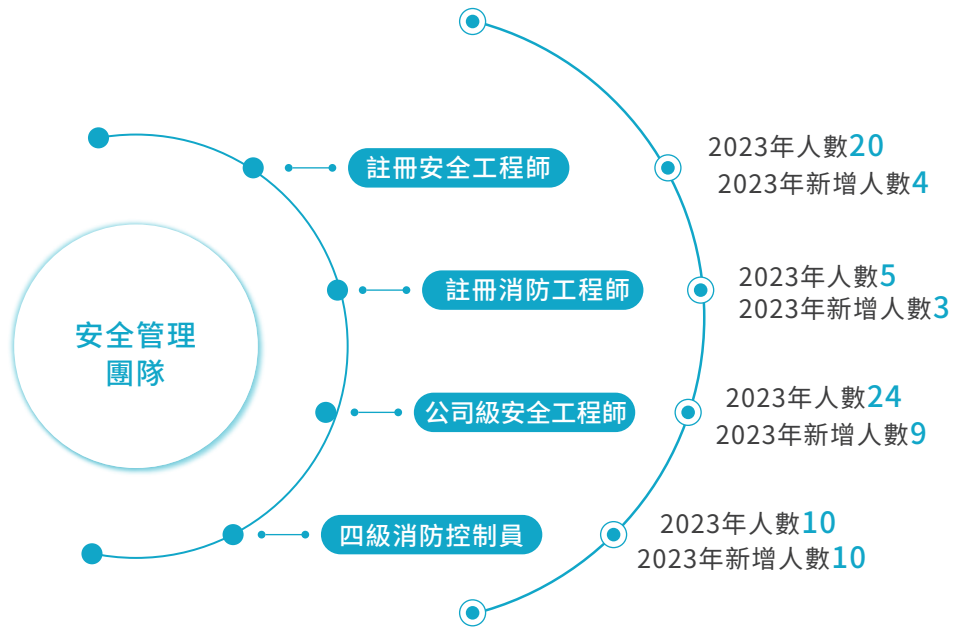 安全管理
團隊
註冊安全工程師
2023年人數20
2023年新增人數4
註冊消防工程師
2023年人數5
2023年新增人數3
公司級安全工程師
2023年人數24
2023年新增人數9
四級消防控制員
2023年人數10
2023年新增人數10